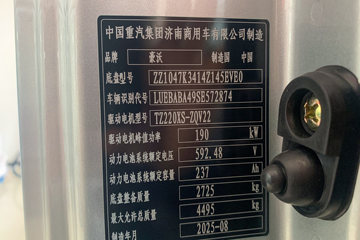 中国重汽集团济南商用车有限公司制造
品牌 豪沃 制造国 中国
底盘型号 ZZ1047K3414Z145EVE0
车辆识别代号 LUEBABA49SE572874
驱动电机型号 TZ220XS-ZQV22
驱动电机峰值功率 190 kW
动力电池系统额定电压 592.48 V
动力电池系统额定容量 237 Ah
底盘整备质量 2725 kg
最大允许总质量 4495 kg
制造年月 2025-08